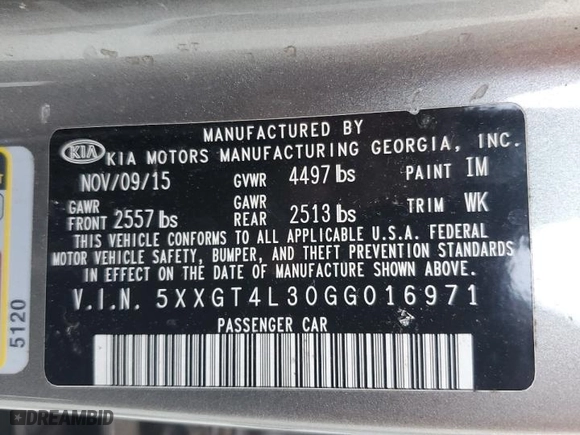 MANUFACTURED BY
KIA KIA MOTORS MANUFACTURING GEORGIA, INC.
NOV/09/15 GVWR 4497 lbs PAINT IM
GAWR FRONT 2557 lbs GAWR REAR 2513 lbs TRIM WK
THIS VEHICLE CONFORMS TO ALL APPLICABLE U.S.A. FEDERAL
MOTOR VEHICLE SAFETY, BUMPER, AND THEFT PREVENTION STANDARDS
IN EFFECT ON THE DATE OF MANUFACTURE SHOWN ABOVE.
V.I.N. 5XXGT4L30GG016971
PASSENGER CAR
5120
DREAMBID